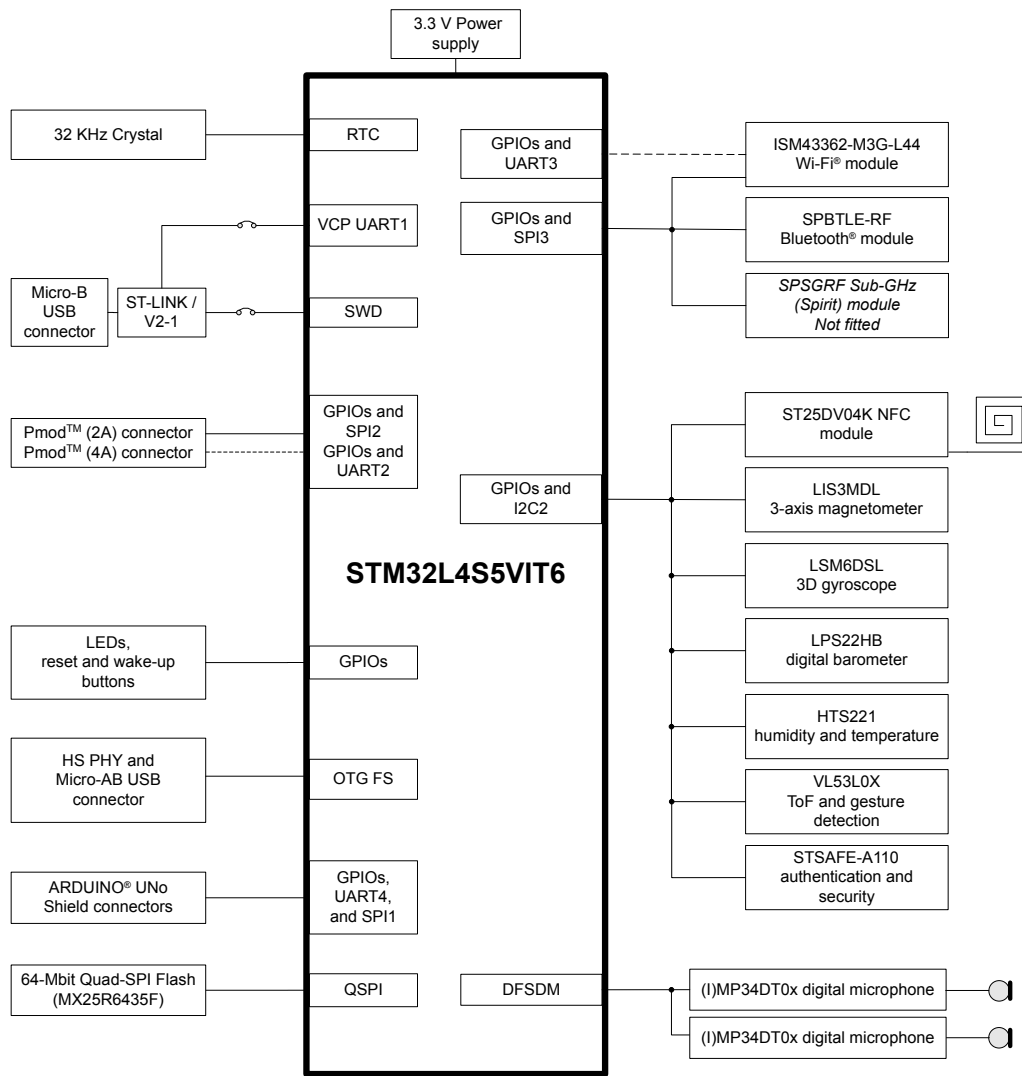 3.3 V Power
supply
32 KHz Crystal
RTC
VCP UART1
Micro-B
USB
connector
ST-LINK /
V2-1
SWD
Pmod™ (2A) connector
Pmod™ (4A) connector
GPIOs and
SPI2
GPIOs and
UART2
STM32L4S5VIT6
LEDs,
reset and wake-up
buttons
GPIOs
HS PHY and
Micro-AB USB
connector
OTG FS
ARDUINO® UNo
Shield connectors
GPIOs,
UART4,
and SPI1
64-Mbit Quad-SPI Flash
(MX25R6435F)
QSPI
GPIOs and
UART3
ISM43362-M3G-L44
Wi-Fi® module
GPIOs and
SPI3
SPBTLE-RF
Bluetooth® module
SPSGRF Sub-GHz
(Spirit) module
Not fitted
GPIOs and
I2C2
ST25DV04K NFC
module
LIS3MDL
3-axis magnetometer
LSM6DSL
3D gyroscope
LPS22HB
digital barometer
HTS221
humidity and temperature
VL53L0X
ToF and gesture
detection
STSAFE-A110
authentication and
security
DFSDM
(I)MP34DT0x digital microphone
(I)MP34DT0x digital microphone